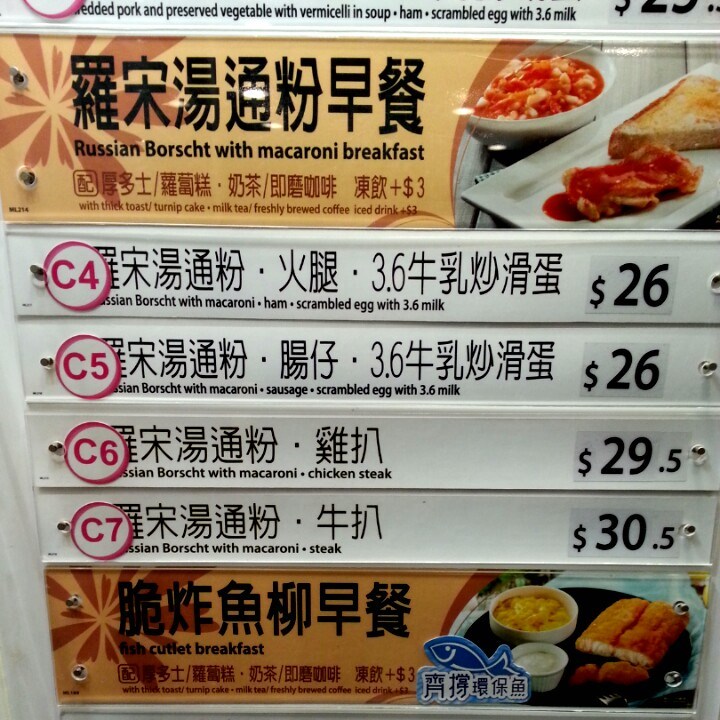 redded pork and preserved vegetable with vermicelli in soup • ham • scrambled egg with 3.6 milk
羅宋湯通粉早餐
Russian Borscht with macaroni breakfast
配 厚多士/蘿蔔糕・奶茶/即磨咖啡 凍飲+$3
with thick toast/ turnip cake • milk tea/ freshly brewed coffee iced drink +$3
ML214
C4 羅宋湯通粉・火腿・3.6牛乳炒滑蛋 $26
ssian Borscht with macaroni • ham • scrambled egg with 3.6 milk
C5 羅宋湯通粉・腸仔・3.6牛乳炒滑蛋 $26
ssian Borscht with macaroni • sausage • scrambled egg with 3.6 milk
C6 羅宋湯通粉・雞扒 $29.5
ssian Borscht with macaroni • chicken steak
C7 羅宋湯通粉・牛扒 $30.5
ssian Borscht with macaroni • steak
脆炸魚柳早餐
fish cutlet breakfast
配 厚多士/蘿蔔糕・奶茶/即磨咖啡 凍飲+$3
with thick toast/ turnip cake • milk tea/ freshly brewed coffee iced drink +$3
齊撐環保魚